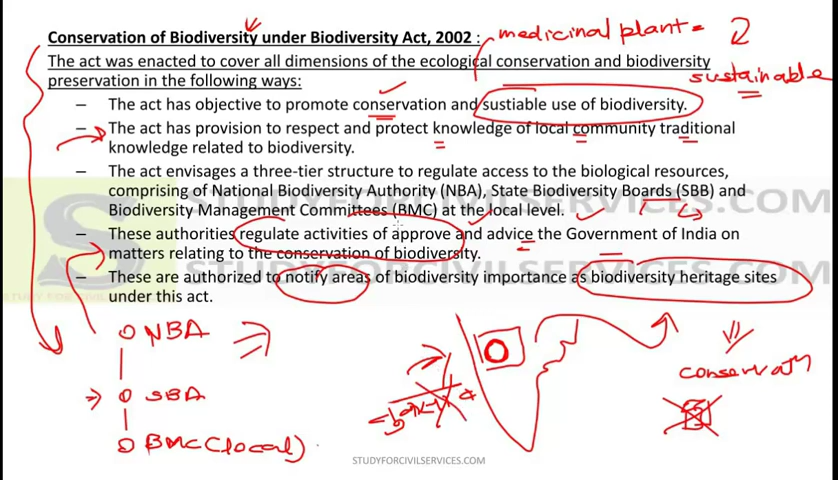 Conservation of Biodiversity under Biodiversity Act, 2002 :
medicinal plant =
The act was enacted to cover all dimensions of the ecological conservation and biodiversity
preservation in the following ways:
sustainable
– The act has objective to promote conservation and sustiable use of biodiversity.
– The act has provision to respect and protect knowledge of local community traditional
knowledge related to biodiversity.
– The act envisages a three-tier structure to regulate access to the biological resources,
comprising of National Biodiversity Authority (NBA), State Biodiversity Boards (SBB) and
Biodiversity Management Committees (BMC) at the local level.
– These authorities regulate activities of approve and advice the Government of India on
matters relating to the conservation of biodiversity.
– These are authorized to notify areas of biodiversity importance as biodiversity heritage sites
under this act.
NBA
SBA
BMC (local)
STUDYFORCIVILSERVICES.COM